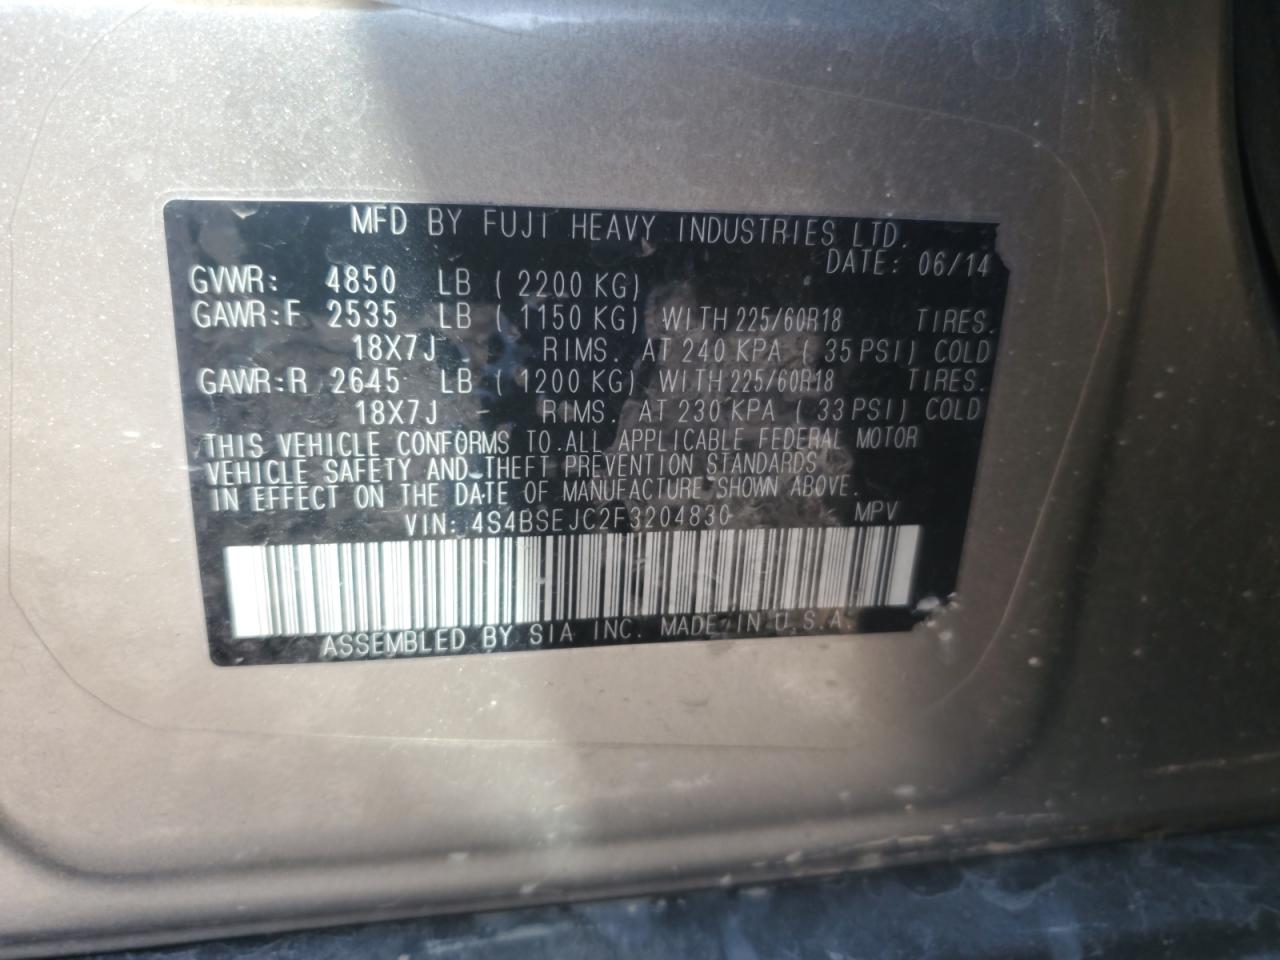 MFD BY FUJI HEAVY INDUSTRIES LTD.
DATE: 06/14
GVWR: 4850 LB ( 2200 KG)
GAWR:F 2535 LB ( 1150 KG) WITH 225/60R18 TIRES.
18X7J RIMS. AT 240 KPA ( 35 PSI) COLD
GAWR:R 2645 LB ( 1200 KG) WITH 225/60R18 TIRES.
18X7J RIMS. AT 230 KPA ( 33 PSI) COLD
THIS VEHICLE CONFORMS TO ALL APPLICABLE FEDERAL MOTOR
VEHICLE SAFETY AND THEFT PREVENTION STANDARDS
IN EFFECT ON THE DATE OF MANUFACTURE SHOWN ABOVE.
VIN: 4S4BSEJC2F3204830 MPV
ASSEMBLED BY SIA INC. MADE IN U.S.A.